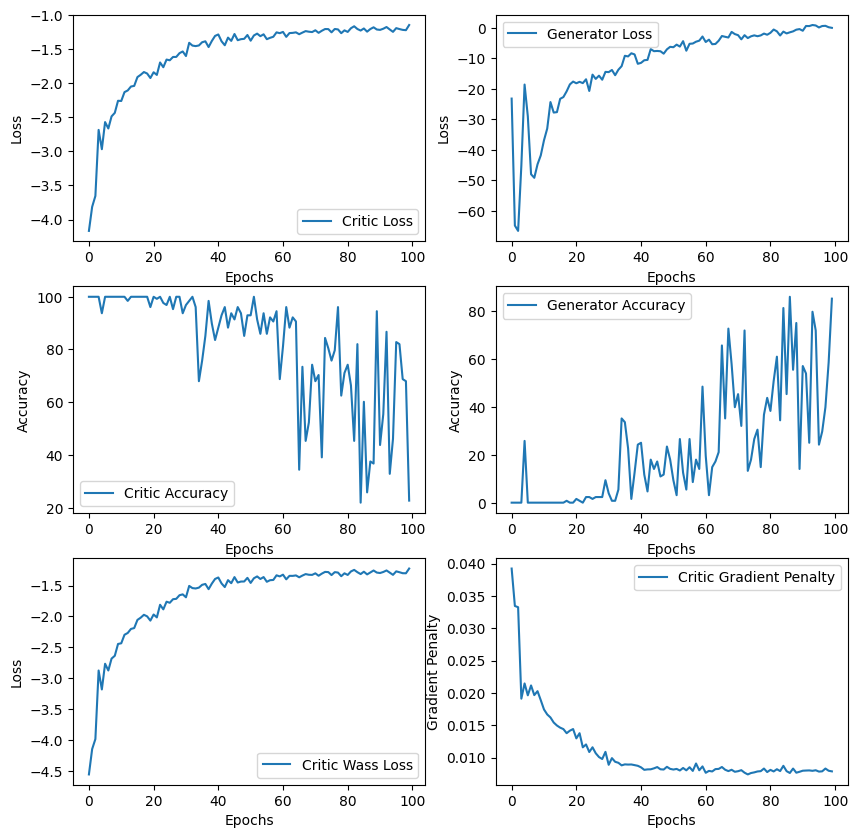 −1.0
−1.5
−2.0
−2.5
−3.0
−3.5
−4.0
Loss
0 20 40 60 80 100
Epochs
Critic Loss
0
−10
−20
−30
−40
−50
−60
Loss
0 20 40 60 80 100
Epochs
Generator Loss
100
80
60
40
20
Accuracy
0 20 40 60 80 100
Epochs
Critic Accuracy
80
60
40
20
0
Accuracy
0 20 40 60 80 100
Epochs
Generator Accuracy
−1.5
−2.0
−2.5
−3.0
−3.5
−4.0
−4.5
Loss
0 20 40 60 80 100
Epochs
Critic Wass Loss
0.040
0.035
0.030
0.025
0.020
0.015
0.010
Gradient Penalty
0 20 40 60 80 100
Epochs
Critic Gradient Penalty